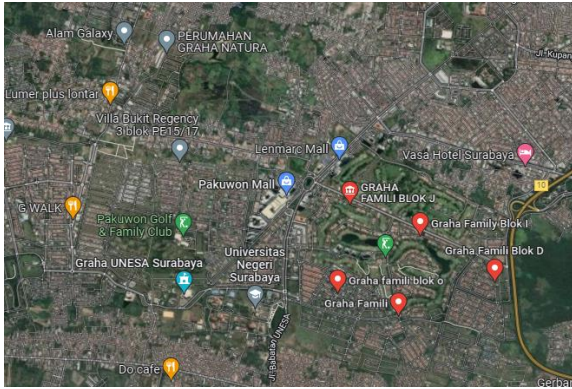 Alam Galaxy
PERUMAHAN
GRAHA NATURA
Jl. Kupan
Lumer plus lontar
Villa Bukit Regency
3 blok PE15/17
Lenmarc Mall
Vasa Hotel Surabaya
Pakuwon Mall
GRAHA
FAMILI BLOK J
10
G WALK
Pakuwon Golf
& Family Club
Graha Family Blok I
Universitas
Negeri
Surabaya
Graha Famili Blok D
Graha UNESA Surabaya
Graha famili blok o
Graha Famili
Jl. Babatan UNESA
Do cafe
Gerbar